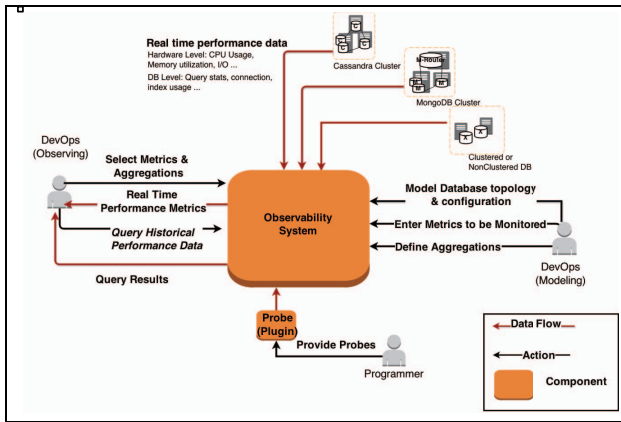 Real time performance data
Hardware Level: CPU Usage,
Memory utilization, I/O ...
DB Level: Query stats, connection,
index usage ...
C
C
C
Cassandra Cluster
M-Router
M
M
M
MongoDB Cluster
X
X
Clustered or
NonClustered DB
DevOps
(Observing)
Select Metrics &
Aggregations
Real Time
Performance Metrics
Query Historical
Performance Data
Query Results
Observability
System
Model Database topology
& configuration
Enter Metrics to be Monitored
Define Aggregations
DevOps
(Modeling)
Probe
(Plugin)
Provide Probes
Programmer
Data Flow
Action
Component